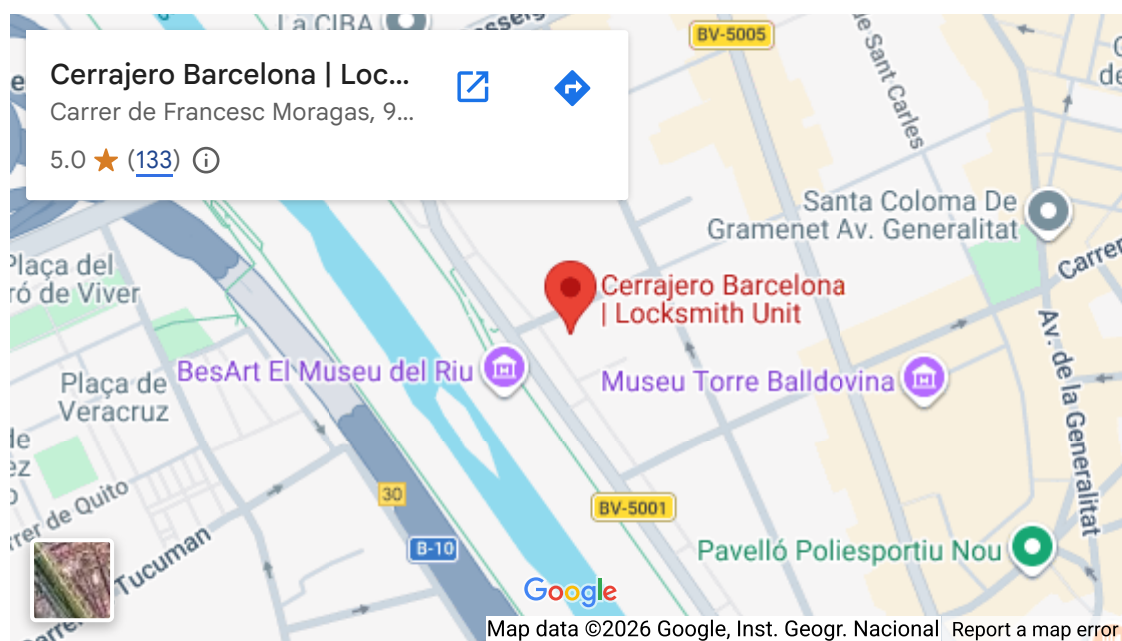 La CIBA
BV-5005
Cerrajero Barcelona | Loc...
Carrer de Francesc Moragas, 9...
5.0 ★ (133)
de Sant Carles
Santa Coloma De
Gramenet Av. Generalitat
Carrer
Plaça del
ró de Viver
Cerrajero Barcelona
| Locksmith Unit
BesArt El Museu del Riu
Museu Torre Balldovina
Plaça de
Veracruz
Av. de la Generalitat
de
ez
rrer de Quito
30
BV-5001
B-10
Tucuman
Pavelló Poliesportiu Nou
Google
Map data ©2026 Google, Inst. Geogr. Nacional
Report a map error